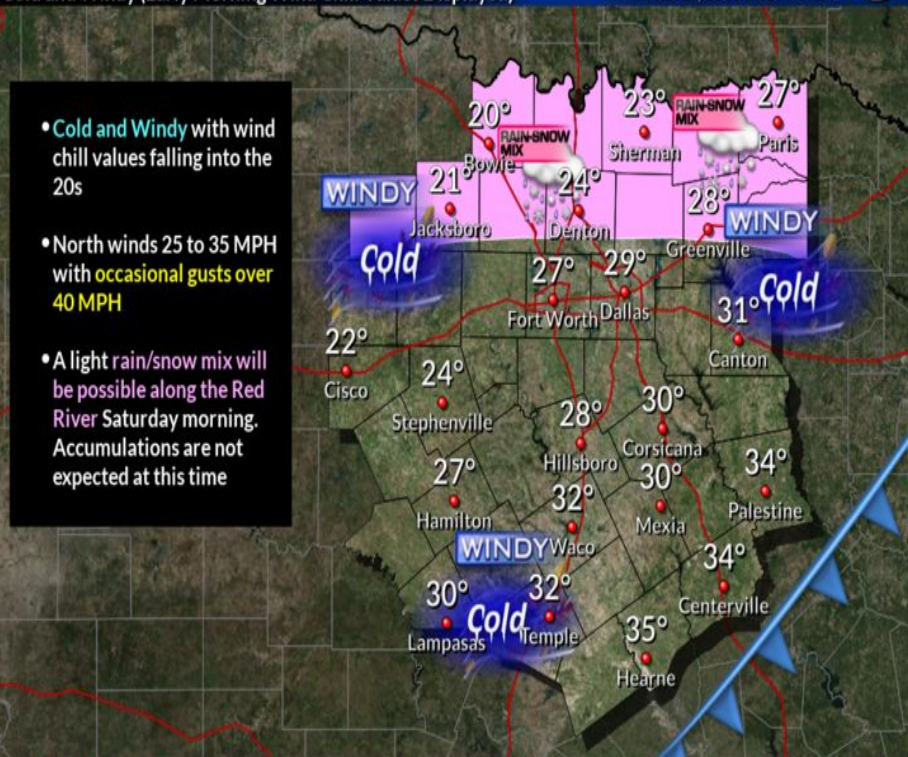 •Cold and Windy with wind
chill values falling into the
20s
•North winds 25 to 35 MPH
with occasional gusts over
40 MPH
•A light rain/snow mix will
be possible along the Red
River Saturday morning.
Accumulations are not
expected at this time
27°
Paris
23°
Sherman
RAIN-SNOW
MIX
20°
Bowie
RAIN-SNOW
MIX
24°
Denton
21°
Jacksboro
WINDY
Cold
28°
Greenville
WINDY
Cold
27°
Fort Worth
29°
Dallas
31°
Canton
22°
Cisco
24°
Stephenville
28°
Hillsboro
30°
Corsicana
27°
Hamilton
32°
Waco
30°
Mexia
34°
Palestine
WINDY
Cold
30°
Lampasas
32°
Temple
34°
Centerville
35°
Hearne